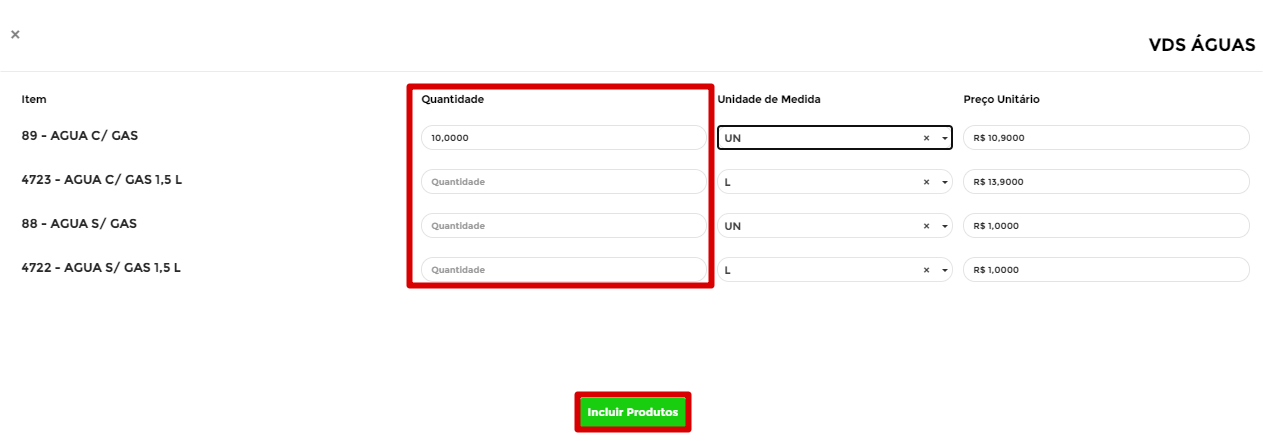 ×
VDS ÁGUAS
Item Quantidade Unidade de Medida Preço Unitário
89 - AGUA C/ GAS 10,0000 UN × R$ 10,9000
4723 - AGUA C/ GAS 1,5 L Quantidade L × R$ 13,9000
88 - AGUA S/ GAS Quantidade UN × R$ 1,0000
4722 - AGUA S/ GAS 1,5 L Quantidade L × R$ 1,0000
Incluir Produtos